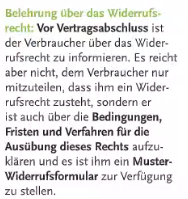 Belehrung über das Widerrufs-
recht: Vor Vertragsabschluss ist
der Verbraucher über das Wider-
rufsrecht zu informieren. Es reicht
aber nicht, dem Verbraucher nur
mitzuteilen, dass ihm ein Wider-
rufsrecht zusteht, sondern er
ist auch über die Bedingungen,
Fristen und Verfahren für die
Ausübung dieses Rechts aufzu-
klären und es ist ihm ein Muster-
Widerrufsformular zur Verfügung
zu stellen.